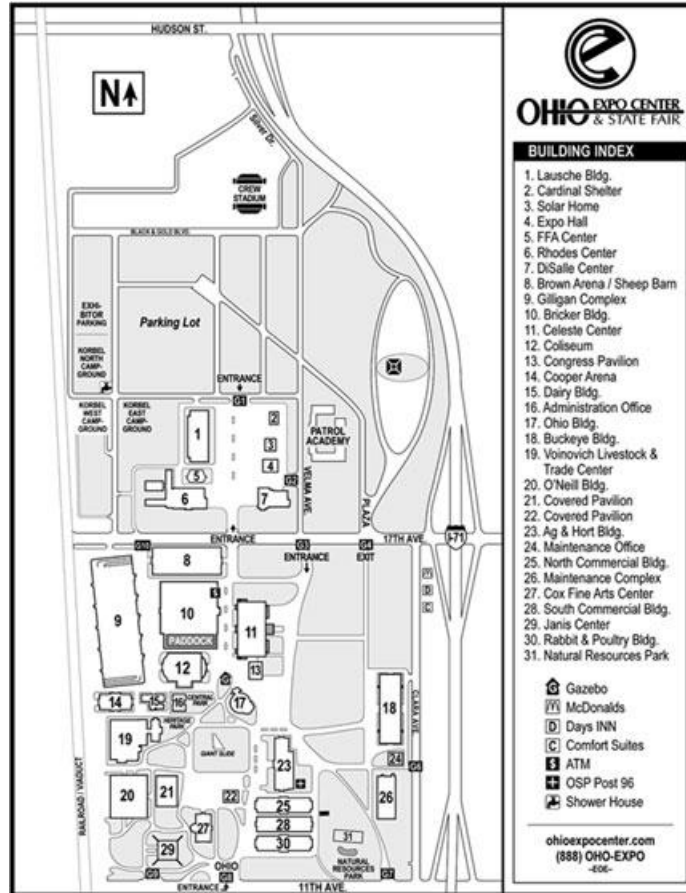 HUDSON ST.
N
Silver Dr.
CREW
STADIUM
BLACK & GOLD BLVD.
EXHI-
BITOR
PARKING
Parking Lot
KORBEL
NORTH
CAMP-
GROUND
ENTRANCE
G1
KORBEL
WEST
CAMP-
GROUND
KORBEL
EAST
CAMP-
GROUND
1
2
3
4
PATROL
ACADEMY
5
6
7
G2
VELMA AVE.
PLAZA
ENTRANCE
G10
G3
G4
17TH AVE.
I-71
ENTRANCE
EXIT
8
9
10
$
PADDOCK
11
M
D
C
12
13
G
14
15
16
CENTRAL
PARK
17
18
CLARA AVE.
HERITAGE
PARK
19
GIANT SLIDE
23
24
G6
20
21
22
25
26
27
28
29
30
31
RAILROAD / VIADUCT
OHIO
NATURAL
RESOURCES
PARK
G9
G8
G7
ENTRANCE
11TH AVE.
OHIO EXPO CENTER
& STATE FAIR
BUILDING INDEX
1. Lausche Bldg.
2. Cardinal Shelter
3. Solar Home
4. Expo Hall
5. FFA Center
6. Rhodes Center
7. DiSalle Center
8. Brown Arena / Sheep Barn
9. Gilligan Complex
10. Bricker Bldg.
11. Celeste Center
12. Coliseum
13. Congress Pavilion
14. Cooper Arena
15. Dairy Bldg.
16. Administration Office
17. Ohio Bldg.
18. Buckeye Bldg.
19. Voinovich Livestock &
Trade Center
20. O'Neill Bldg.
21. Covered Pavilion
22. Covered Pavilion
23. Ag & Hort Bldg.
24. Maintenance Office
25. North Commercial Bldg.
26. Maintenance Complex
27. Cox Fine Arts Center
28. South Commercial Bldg.
29. Janis Center
30. Rabbit & Poultry Bldg.
31. Natural Resources Park
G Gazebo
M McDonalds
D Days INN
C Comfort Suites
$ ATM
OSP Post 96
Shower House
ohioexpocenter.com
(888) OHO-EXPO
-EOE-